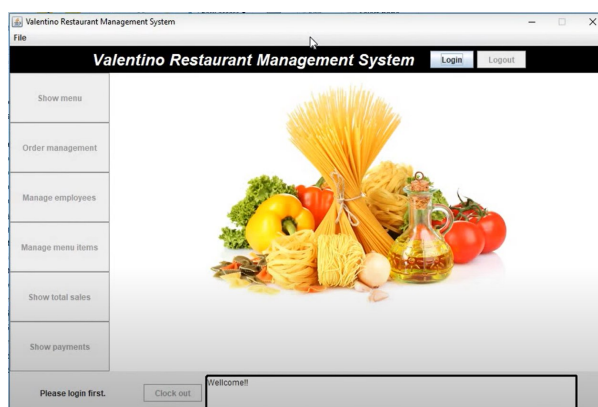 Valentino Restaurant Management System
File
Valentino Restaurant Management System
Login
Logout
Show menu
Order management
Manage employees
Manage menu items
Show total sales
Show payments
Please login first.
Clock out
Wellcome!!